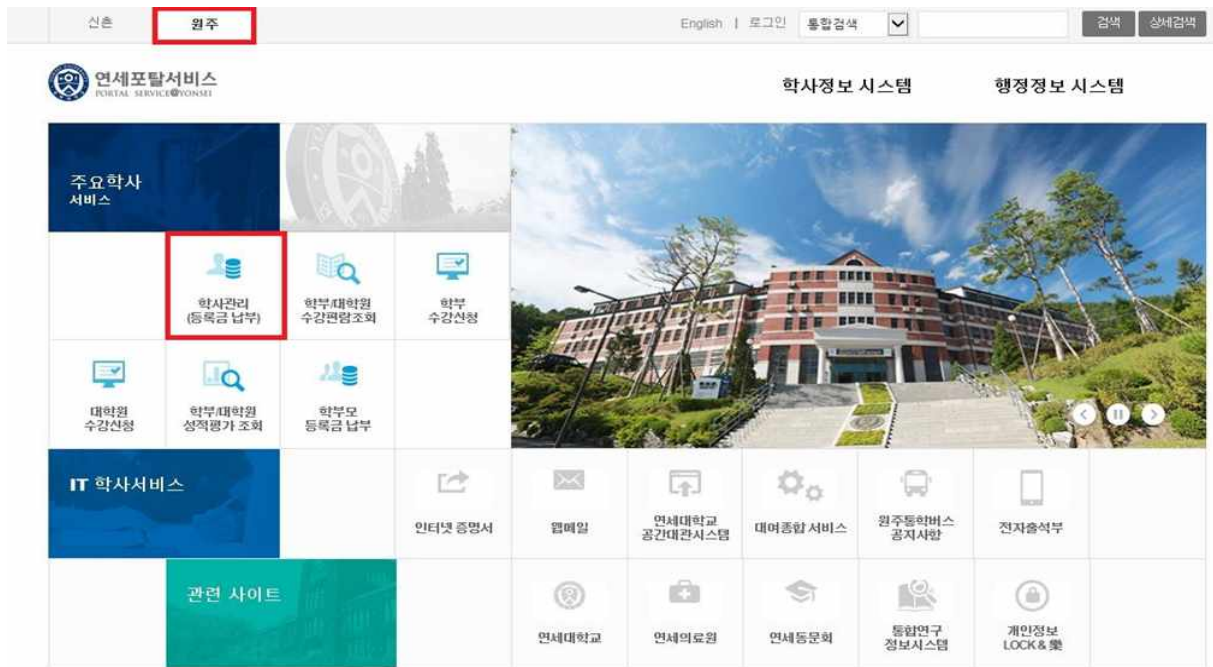 신촌
원주
English | 로그인
통합검색
검색
상세검색
연세포탈서비스
PORTAL SERVICE@YONSEI
학사정보 시스템
행정정보 시스템
주요학사
서비스
학사관리
(등록금 납부)
학부/대학원
수강편람조회
학부
수강신청
대학원
수강신청
학부/대학원
성적평가 조회
학부모
등록금 납부
IT 학사서비스
인터넷 증명서
웹메일
연세대학교
공간대관시스템
대여종합 서비스
원주통학버스
공지사항
전자출석부
관련 사이트
연세대학교
연세의료원
연세동문회
통합연구
정보시스템
개인정보
LOCK & 樂